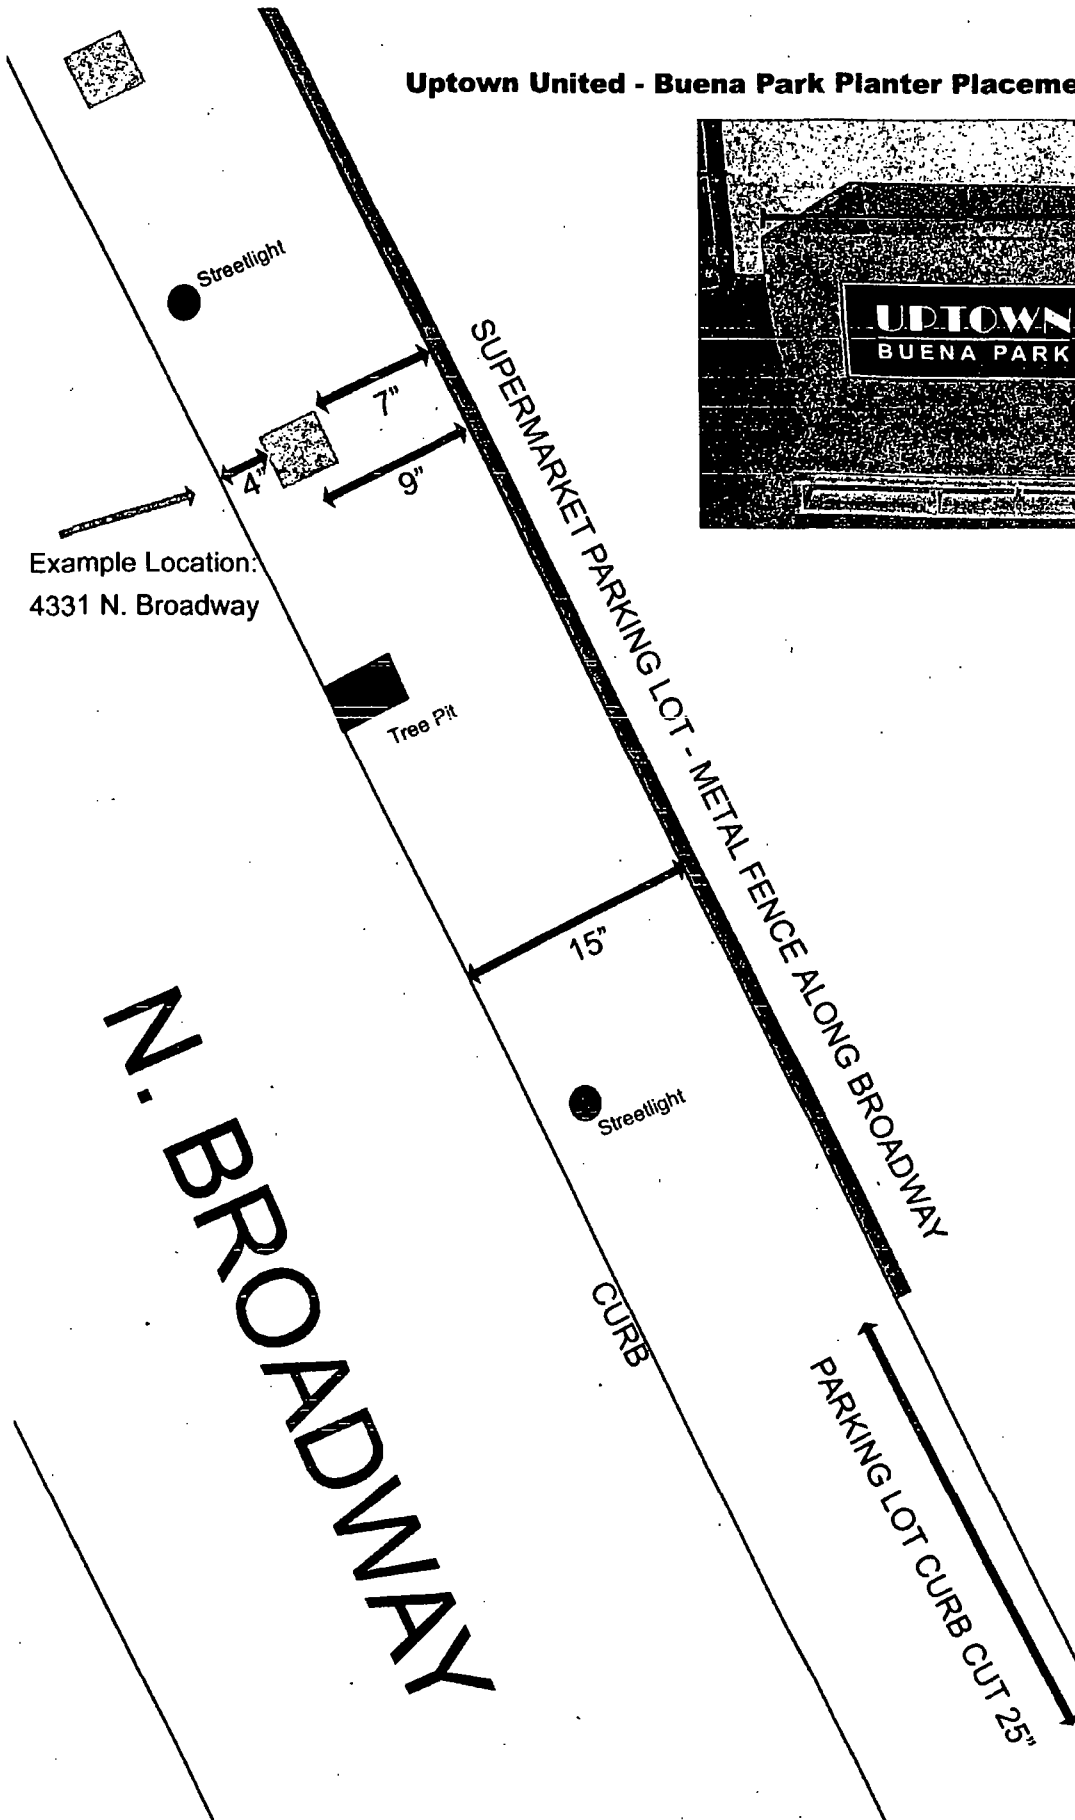 Uptown United - Buena Park Planter Placeme
UPTOWN
BUENA PARK
Streetlight
7"
4"
9"
SUPERMARKET PARKING LOT - METAL FENCE ALONG BROADWAY
Example Location:
4331 N. Broadway
Tree Pit
15"
Streetlight
N. BROADWAY
CURB
PARKING LOT CURB CUT 25"